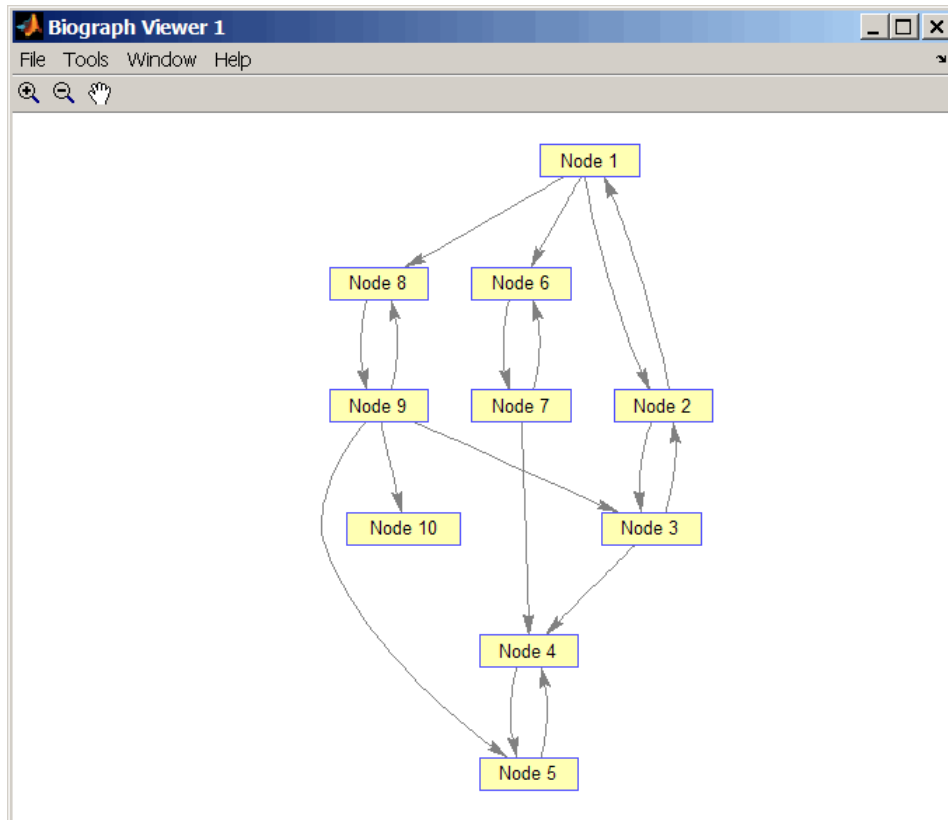 Biograph Viewer 1
File Tools Window Help
Node 1
Node 8 Node 6
Node 9 Node 7 Node 2
Node 10 Node 3
Node 4
Node 5